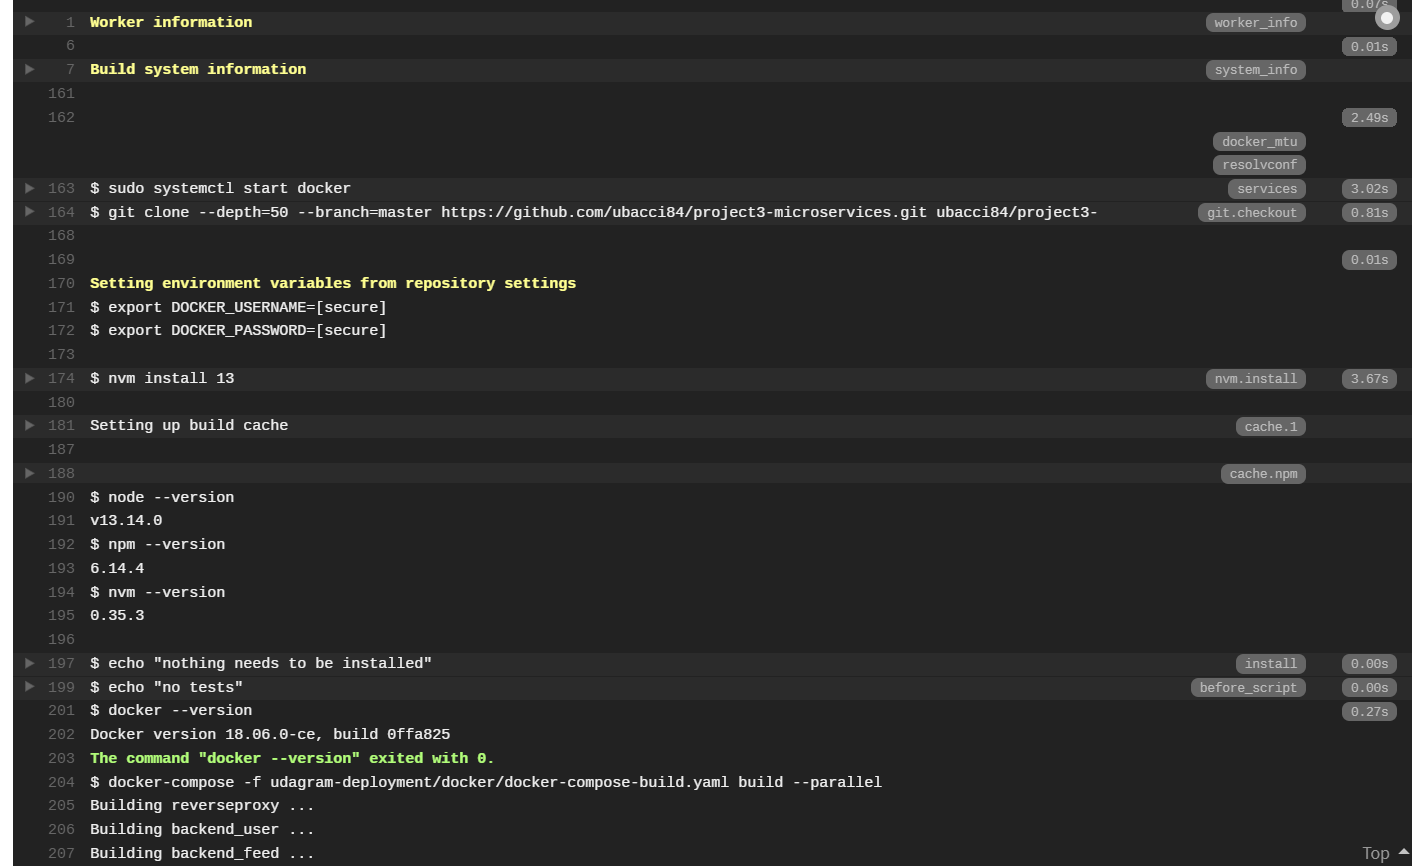 0.07s
1 Worker information worker_info
6 0.01s
7 Build system information system_info
161
162 2.49s
docker_mtu
resolvconf
163 $ sudo systemctl start docker services 3.02s
164 $ git clone --depth=50 --branch=master https://github.com/ubacci84/project3-microservices.git ubacci84/project3- git.checkout 0.81s
168
169 0.01s
170 Setting environment variables from repository settings
171 $ export DOCKER_USERNAME=[secure]
172 $ export DOCKER_PASSWORD=[secure]
173
174 $ nvm install 13 nvm.install 3.67s
180
181 Setting up build cache cache.1
187
188 cache.npm
190 $ node --version
191 v13.14.0
192 $ npm --version
193 6.14.4
194 $ nvm --version
195 0.35.3
196
197 $ echo "nothing needs to be installed" install 0.00s
199 $ echo "no tests" before_script 0.00s
201 $ docker --version 0.27s
202 Docker version 18.06.0-ce, build 0ffa825
203 The command "docker --version" exited with 0.
204 $ docker-compose -f udagram-deployment/docker/docker-compose-build.yaml build --parallel
205 Building reverseproxy ...
206 Building backend_user ...
207 Building backend_feed ...
Top